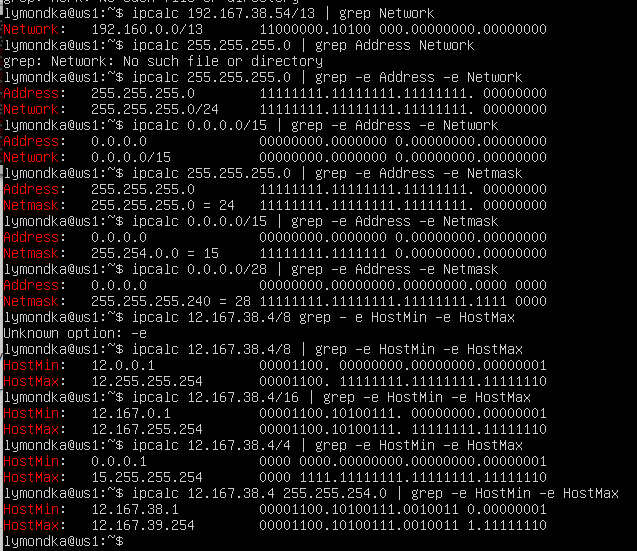 grep: Work: No such file or directory
lymondka@ws1:~$ ipcalc 192.167.38.54/13 | grep Network
Network:   192.160.0.0/13       11000000.10100 000.00000000.00000000
lymondka@ws1:~$ ipcalc 255.255.255.0 | grep Address Network
grep: Network: No such file or directory
lymondka@ws1:~$ ipcalc 255.255.255.0 | grep -e Address -e Network
Address:   255.255.255.0        11111111.11111111.11111111. 00000000
Network:   255.255.255.0/24     11111111.11111111.11111111. 00000000
lymondka@ws1:~$ ipcalc 0.0.0.0/15 | grep -e Address -e Network
Address:   0.0.0.0              00000000.0000000 0.00000000.00000000
Network:   0.0.0.0/15           00000000.0000000 0.00000000.00000000
lymondka@ws1:~$ ipcalc 255.255.255.0 | grep -e Address -e Netmask
Address:   255.255.255.0        11111111.11111111.11111111. 00000000
Netmask:   255.255.255.0 = 24   11111111.11111111.11111111. 00000000
lymondka@ws1:~$ ipcalc 0.0.0.0/15 | grep -e Address -e Netmask
Address:   0.0.0.0              00000000.0000000 0.00000000.00000000
Netmask:   255.254.0.0 = 15     11111111.1111111 0.00000000.00000000
lymondka@ws1:~$ ipcalc 0.0.0.0/28 | grep -e Address -e Netmask
Address:   0.0.0.0              00000000.00000000.00000000.0000 0000
Netmask:   255.255.255.240 = 28 11111111.11111111.11111111.1111 0000
lymondka@ws1:~$ ipcalc 12.167.38.4/8 grep - e HostMin -e HostMax
Unknown option: -e
lymondka@ws1:~$ ipcalc 12.167.38.4/8 | grep -e HostMin -e HostMax
HostMin:   12.0.0.1             00001100. 00000000.00000000.00000001
HostMax:   12.255.255.254       00001100. 11111111.11111111.11111110
lymondka@ws1:~$ ipcalc 12.167.38.4/16 | grep -e HostMin -e HostMax
HostMin:   12.167.0.1           00001100.10100111. 00000000.00000001
HostMax:   12.167.255.254       00001100.10100111. 11111111.11111110
lymondka@ws1:~$ ipcalc 12.167.38.4/4 | grep -e HostMin -e HostMax
HostMin:   0.0.0.1              0000 0000.00000000.00000000.00000001
HostMax:   15.255.255.254       0000 1111.11111111.11111111.11111110
lymondka@ws1:~$ ipcalc 12.167.38.4 255.255.254.0 | grep -e HostMin -e HostMax
HostMin:   12.167.38.1          00001100.10100111.0010011 0.00000001
HostMax:   12.167.39.254        00001100.10100111.0010011 1.11111110
lymondka@ws1:~$